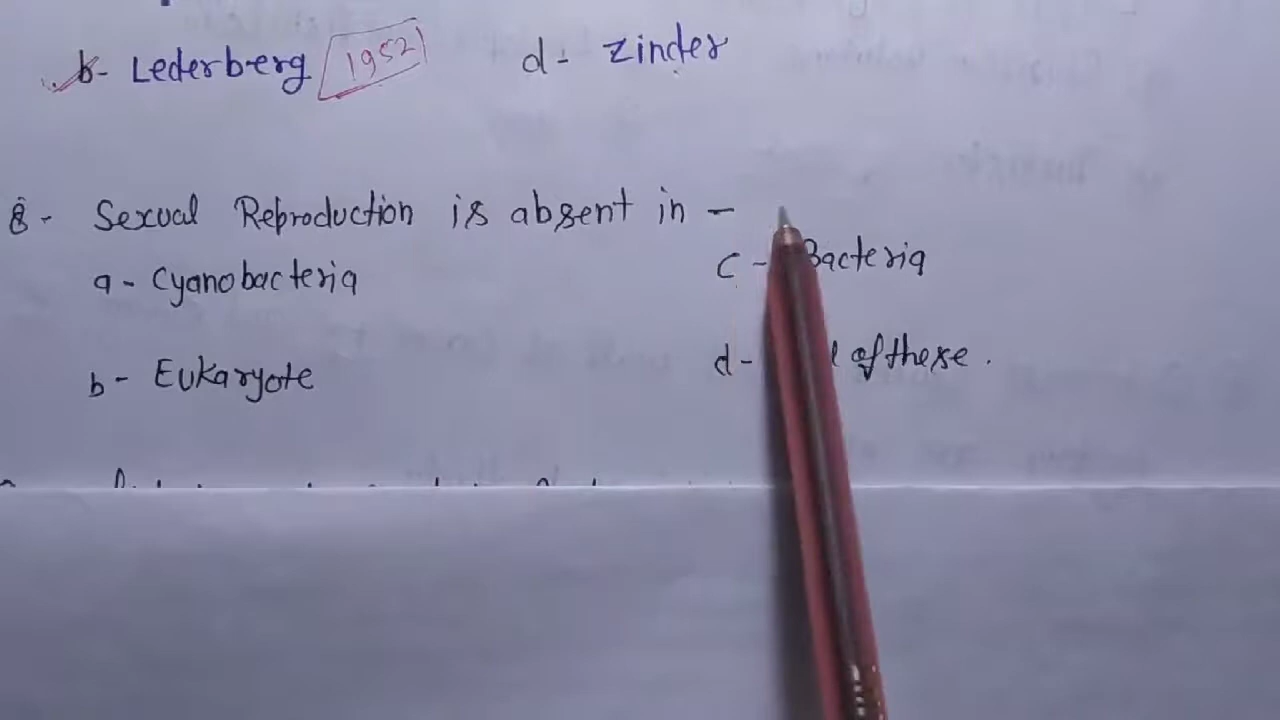 b- Lederberg 1952 d- Zinder
8- Sexual Reproduction is absent in -
a- Cyanobacteria c- Bacteria
b- Eukaryote d- of these.